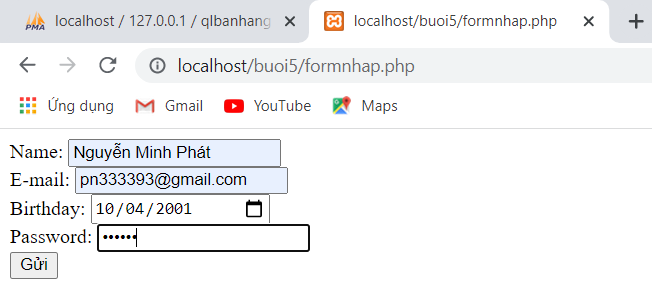 PMA localhost / 127.0.0.1 / qlbanhang
localhost/buoi5/formnhap.php
localhost/buoi5/formnhap.php
Ứng dụng Gmail YouTube Maps
Name: Nguyễn Minh Phát
E-mail: pn333393@gmail.com
Birthday: 10/04/2001
Password: ••••••
Gửi